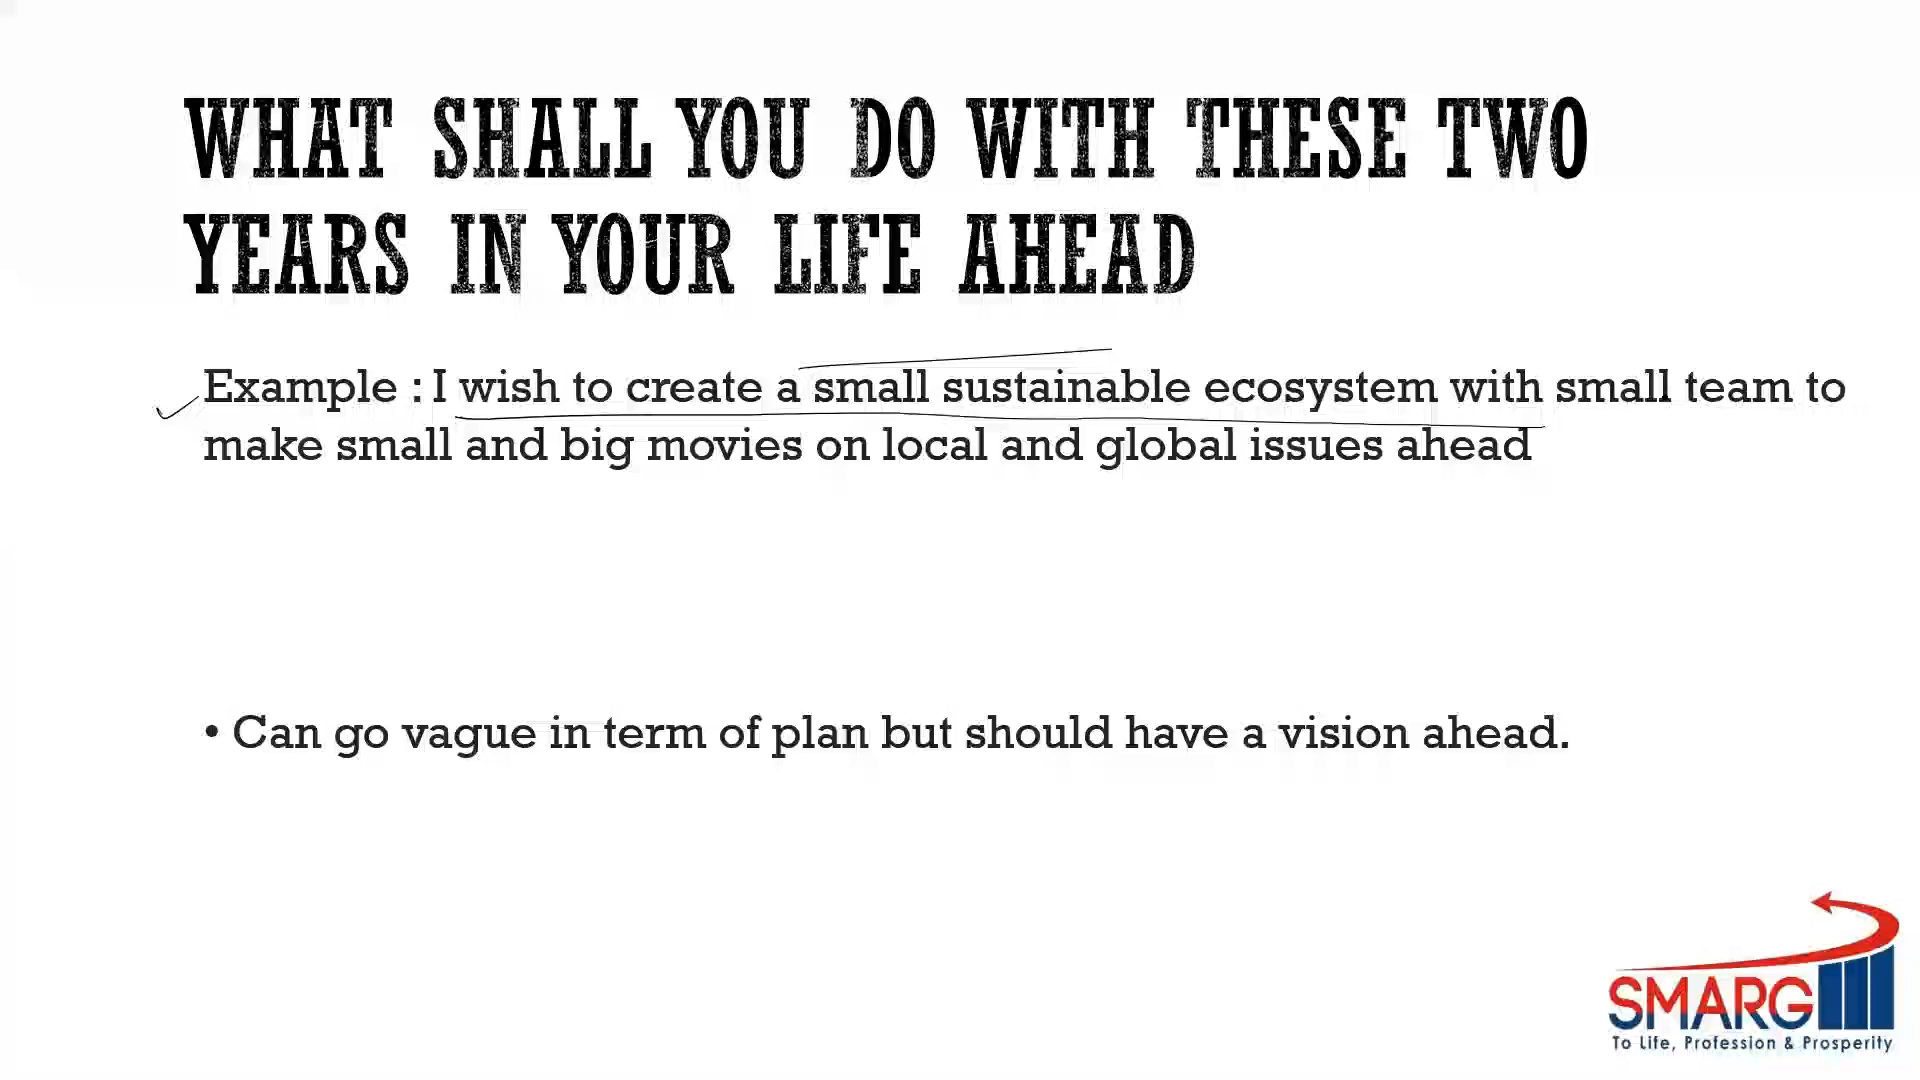 WHAT SHALL YOU DO WITH THESE TWO
YEARS IN YOUR LIFE AHEAD
Example : I wish to create a small sustainable ecosystem with small team to
make small and big movies on local and global issues ahead
• Can go vague in term of plan but should have a vision ahead.
SMARG
To Life, Profession & Prosperity